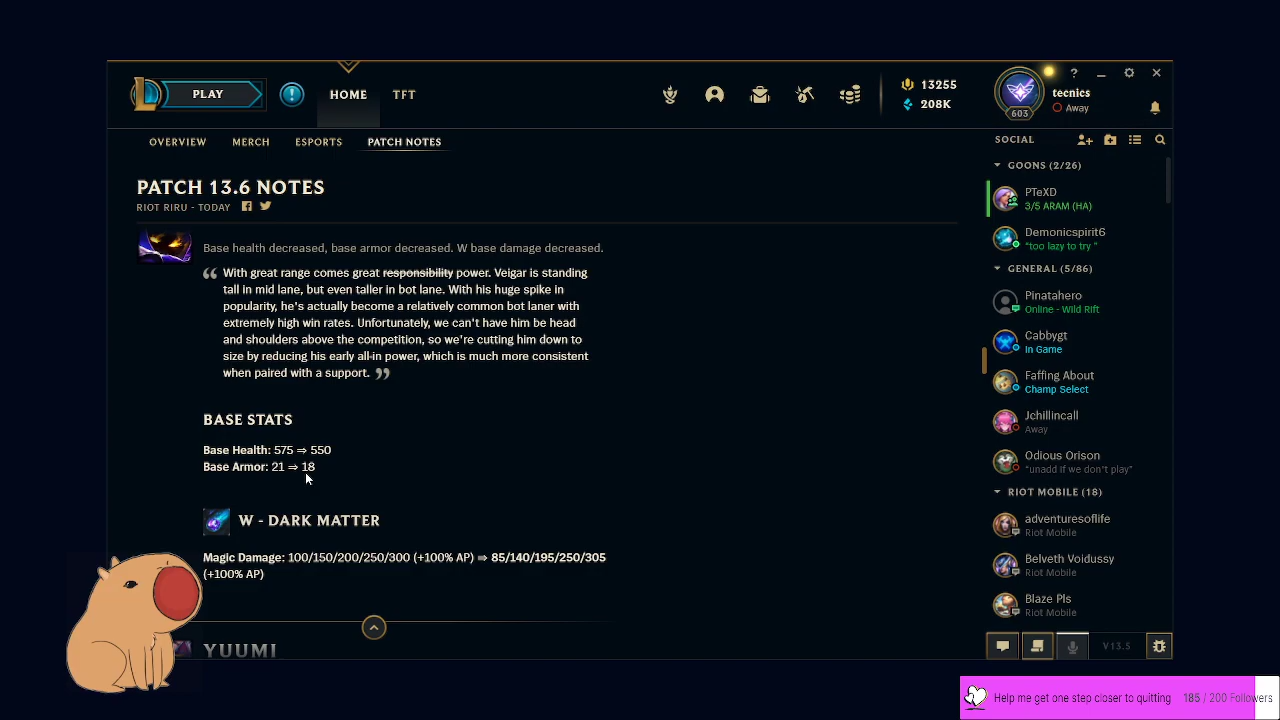 PLAY
HOME
TFT
13255
208K
603
tecnics
Away
OVERVIEW
MERCH
ESPORTS
PATCH NOTES
SOCIAL
PATCH 13.6 NOTES
RIOT RIRU - TODAY
Base health decreased, base armor decreased. W base damage decreased.
With great range comes great responsibility power. Veigar is standing
tall in mid lane, but even taller in bot lane. With his huge spike in
popularity, he's actually become a relatively common bot laner with
extremely high win rates. Unfortunately, we can't have him be head
and shoulders above the competition, so we're cutting him down to
size by reducing his early all-in power, which is much more consistent
when paired with a support.
BASE STATS
Base Health: 575 ⇒ 550
Base Armor: 21 ⇒ 18
W - DARK MATTER
Magic Damage: 100/150/200/250/300 (+100% AP) ⇒ 85/140/195/250/305
(+100% AP)
YUUMI
GOONS (2/26)
PTeXD
3/5 ARAM (HA)
Demonicspirit6
"too lazy to try "
GENERAL (5/86)
Pinatahero
Online - Wild Rift
Cabbygt
In Game
Faffing About
Champ Select
Jchillincall
Away
Odious Orison
"unadd if we don't play"
RIOT MOBILE (18)
adventuresoflife
Riot Mobile
Belveth Voidussy
Riot Mobile
Blaze Pls
Riot Mobile
V13.5
Help me get one step closer to quitting
185 / 200 Followers